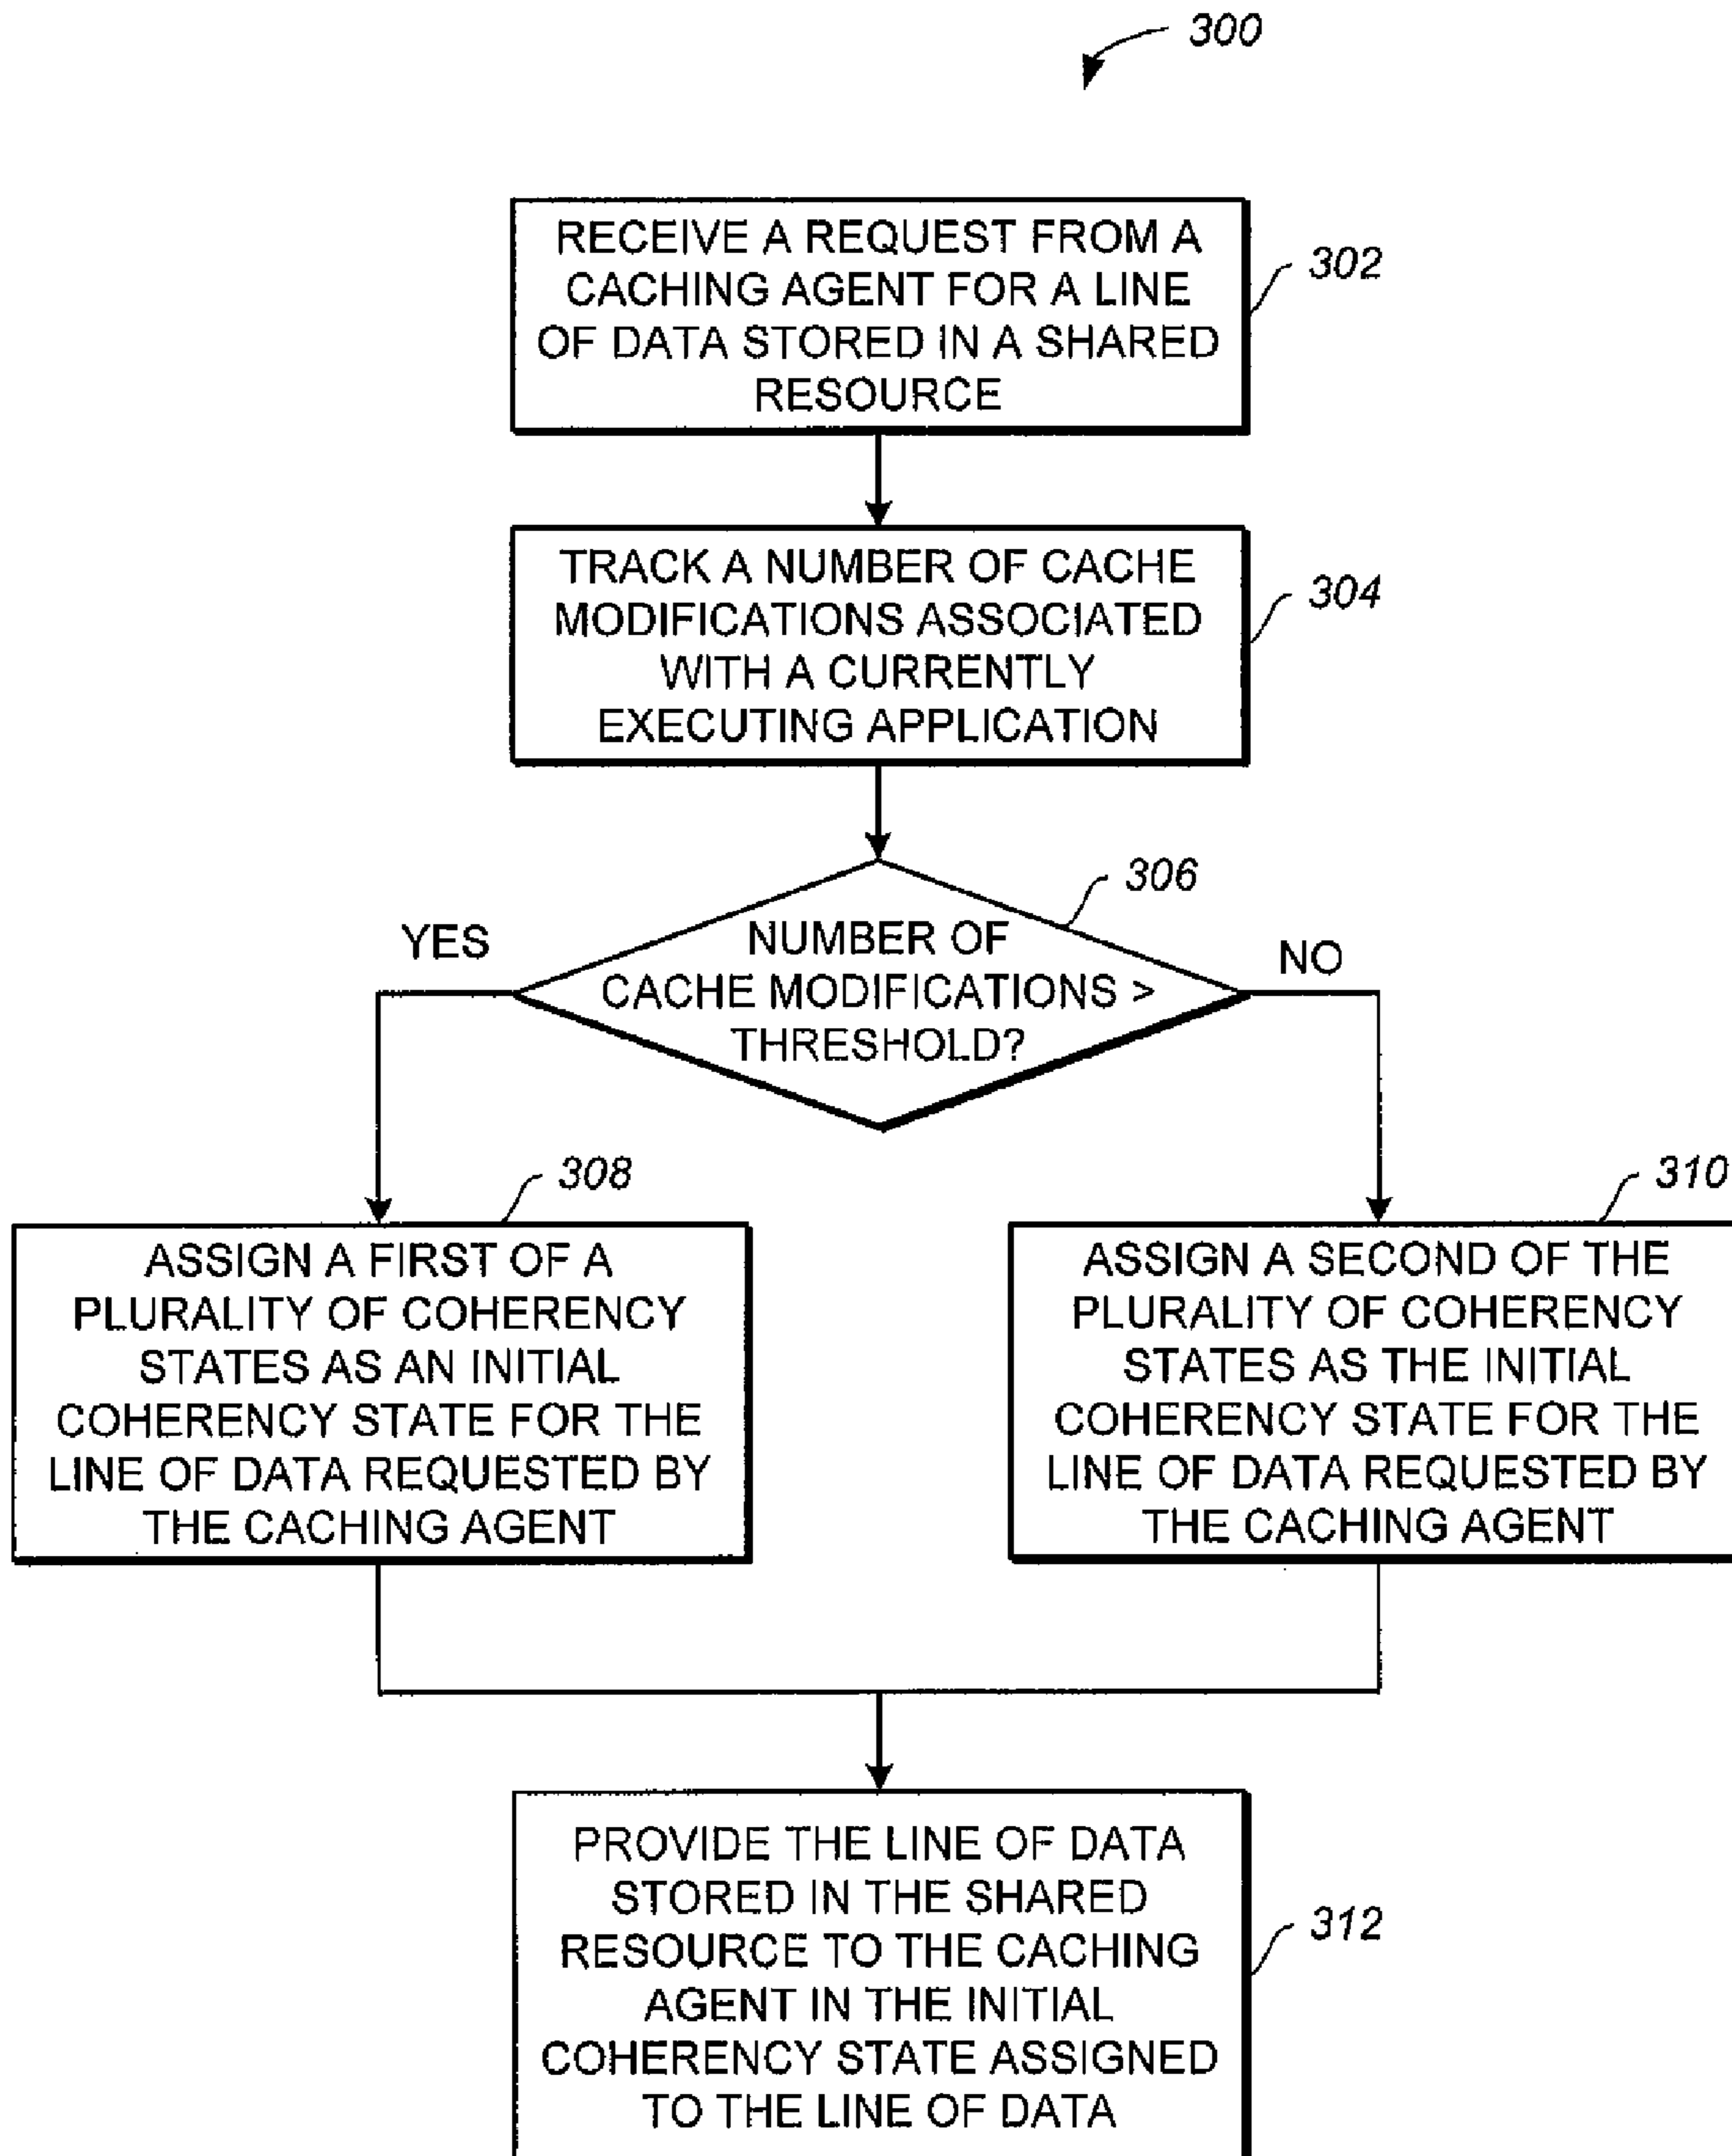 300
RECEIVE A REQUEST FROM A
CACHING AGENT FOR A LINE
OF DATA STORED IN A SHARED
RESOURCE
302
TRACK A NUMBER OF CACHE
MODIFICATIONS ASSOCIATED
WITH A CURRENTLY
EXECUTING APPLICATION
304
306
YES
NUMBER OF
CACHE MODIFICATIONS >
THRESHOLD?
NO
308
ASSIGN A FIRST OF A
PLURALITY OF COHERENCY
STATES AS AN INITIAL
COHERENCY STATE FOR THE
LINE OF DATA REQUESTED BY
THE CACHING AGENT
310
ASSIGN A SECOND OF THE
PLURALITY OF COHERENCY
STATES AS THE INITIAL
COHERENCY STATE FOR THE
LINE OF DATA REQUESTED BY
THE CACHING AGENT
PROVIDE THE LINE OF DATA
STORED IN THE SHARED
RESOURCE TO THE CACHING
AGENT IN THE INITIAL
COHERENCY STATE ASSIGNED
TO THE LINE OF DATA
312